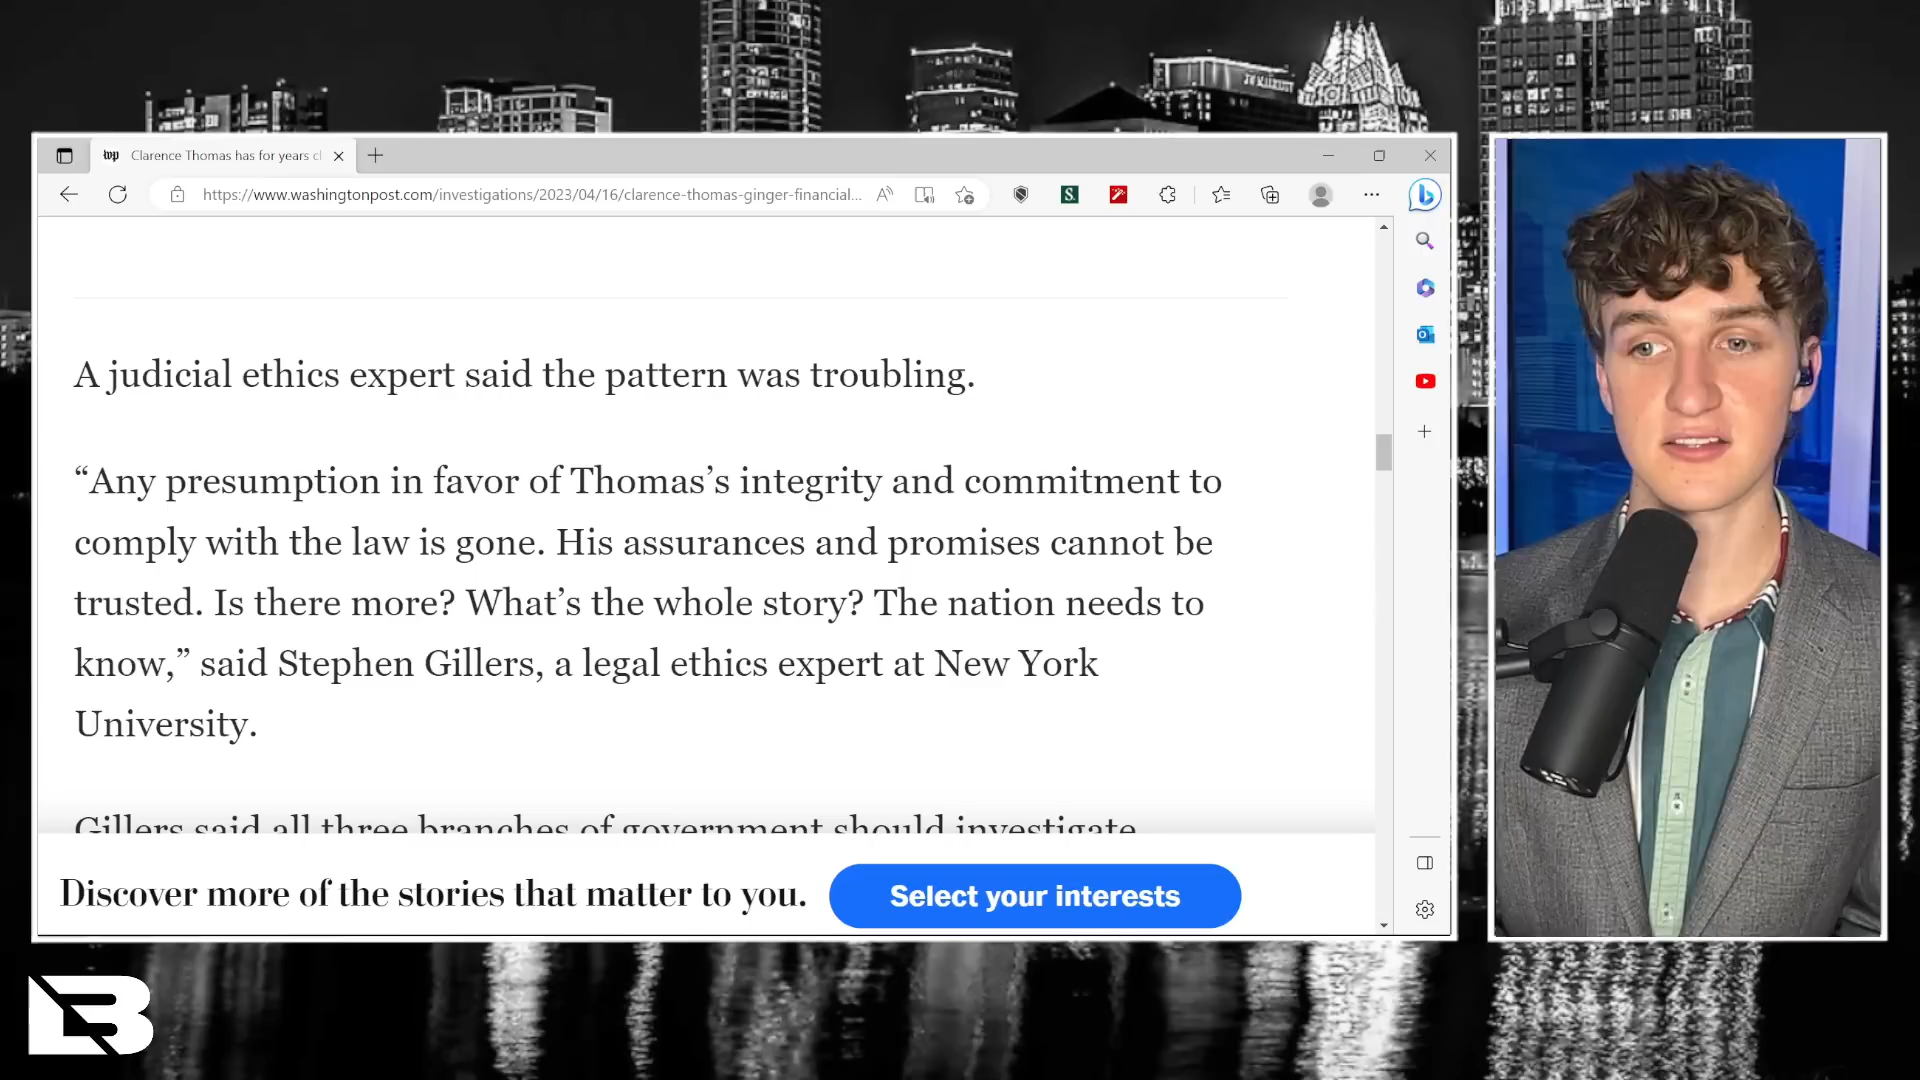 wp Clarence Thomas has for years cl
https://www.washingtonpost.com/investigations/2023/04/16/clarence-thomas-ginger-financial...
A judicial ethics expert said the pattern was troubling.
“Any presumption in favor of Thomas’s integrity and commitment to
comply with the law is gone. His assurances and promises cannot be
trusted. Is there more? What’s the whole story? The nation needs to
know,” said Stephen Gillers, a legal ethics expert at New York
University.
Gillers said all three branches of government should investigate
Discover more of the stories that matter to you.
Select your interests
JW MARRIOTT
B